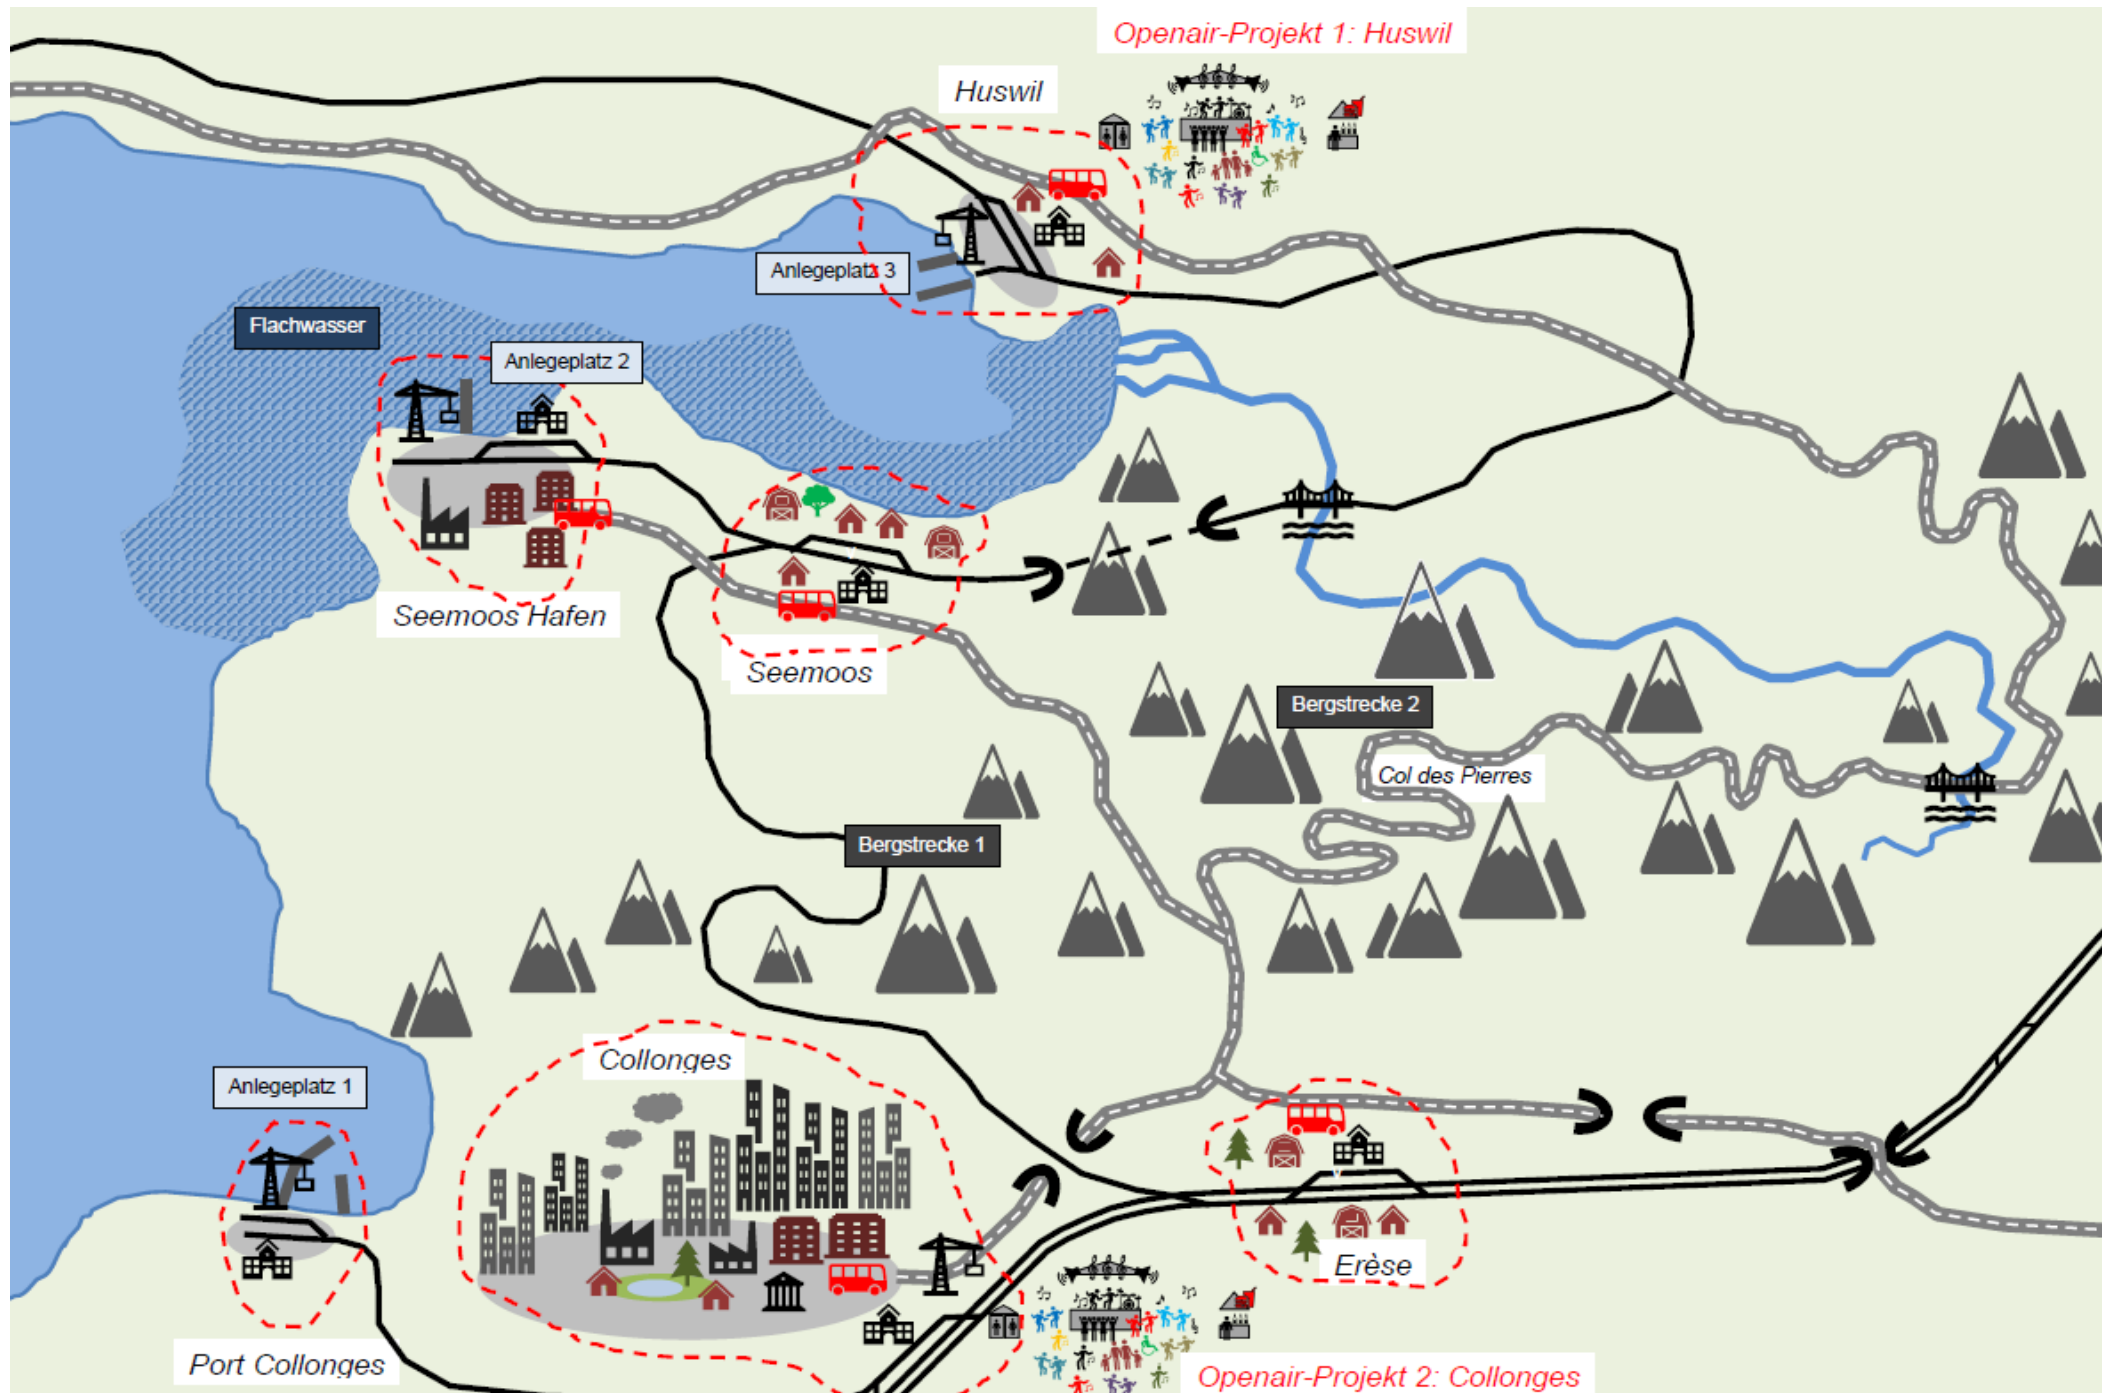 Openair-Projekt 1: Huswil
Huswil
Anlegeplatz 3
Flachwasser
Anlegeplatz 2
Seemoos Hafen
Seemoos
Bergstrecke 2
Col des Pierres
Bergstrecke 1
Collonges
Anlegeplatz 1
Erèse
Port Collonges
Openair-Projekt 2: Collonges